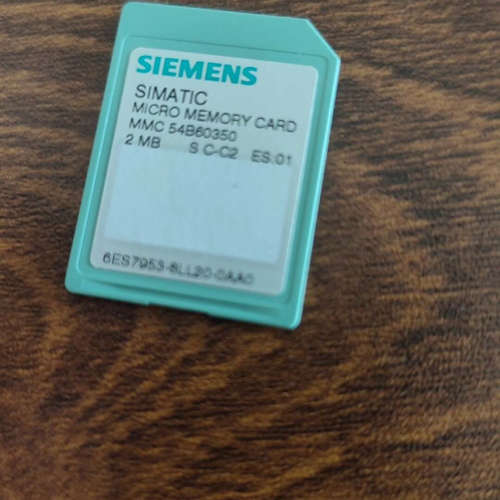 SIEMENS
SIMATIC
MICRO MEMORY CARD
MMC 54B60350
2 MB S C-C2 ES:01
6ES7953-8LL20-0AA0